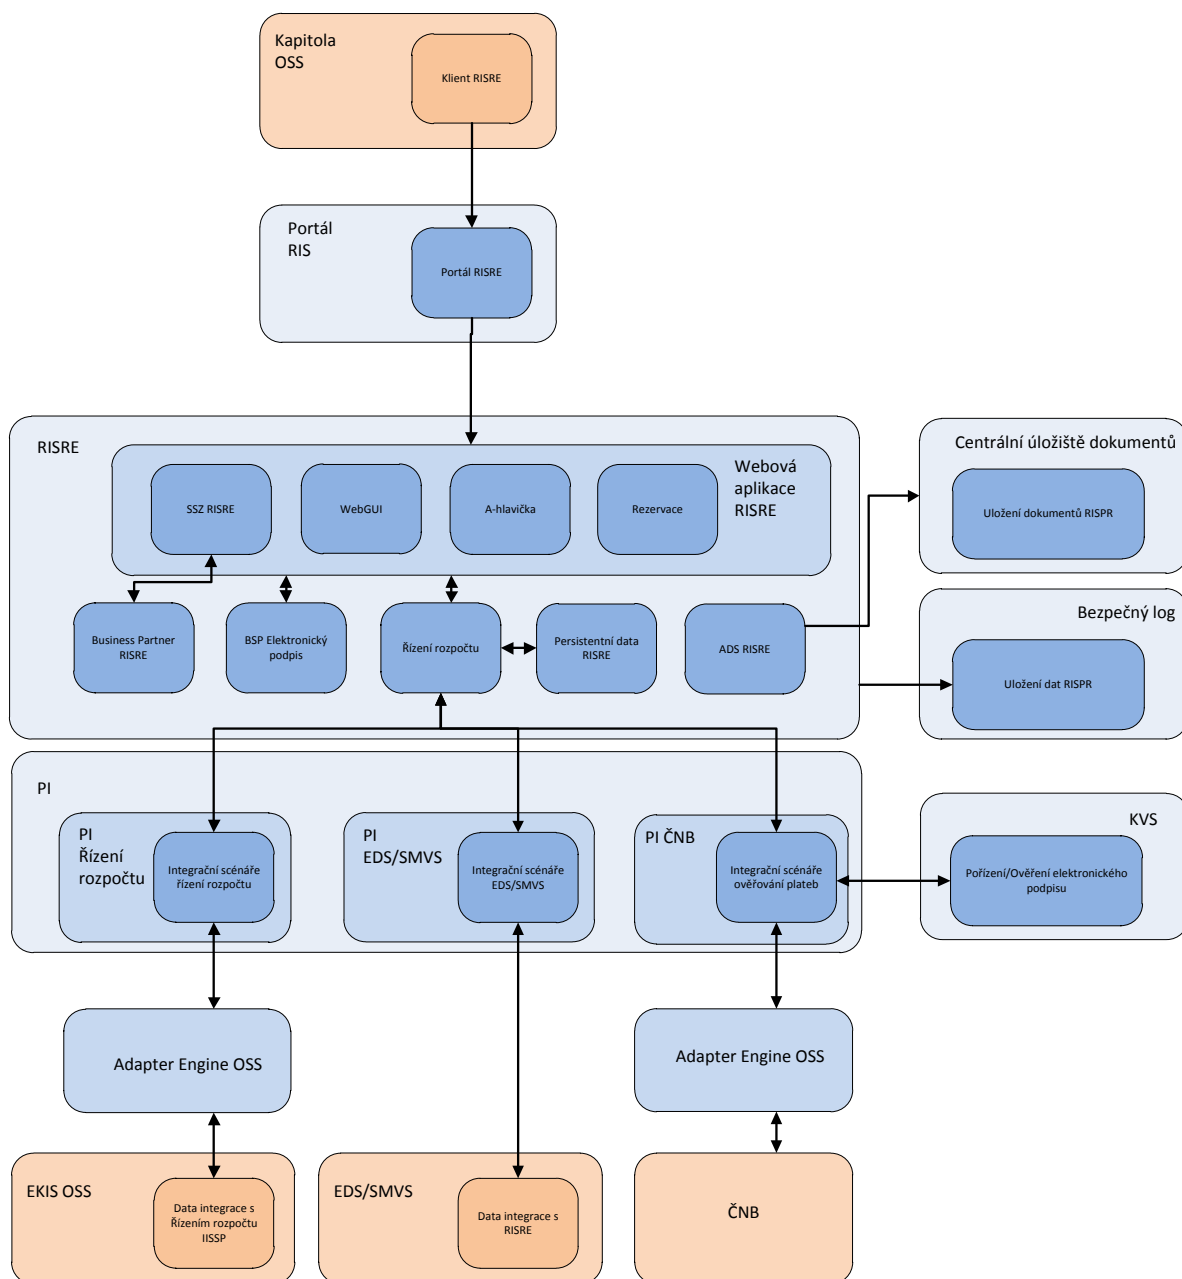 Kapitola
OSS
Klient RISRE
Portál
RIS
Portál RISRE
RISRE
Webová
aplikace
RISRE
SSZ RISRE
WebGUI
A-hlavička
Rezervace
Centrální úložiště dokumentů
Uložení dokumentů RISPR
Business Partner
RISRE
BSP Elektronický
podpis
Řízení rozpočtu
Persistentní data
RISRE
ADS RISRE
Bezpečný log
Uložení dat RISPR
PI
PI
Řízení
rozpočtu
Integrační scénáře
řízení rozpočtu
PI
EDS/SMVS
Integrační scénáře
EDS/SMVS
PI ČNB
Integrační scénáře
ověřování plateb
KVS
Pořízení/Ověření elektronického
podpisu
Adapter Engine OSS
Adapter Engine OSS
EKIS OSS
Data integrace s
Řízením rozpočtu
IISSP
EDS/SMVS
Data integrace s
RISRE
ČNB